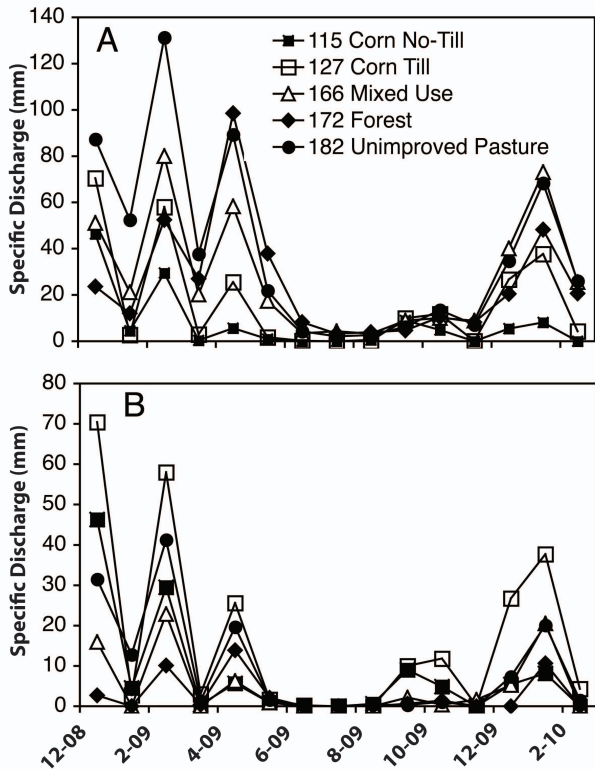 140
120
100
80
60
40
20
0
Specific Discharge (mm)
A
115 Corn No-Till
127 Corn Till
166 Mixed Use
172 Forest
182 Unimproved Pasture
80
70
60
50
40
30
20
10
0
Specific Discharge (mm)
B
12-08
2-09
4-09
6-09
8-09
10-09
12-09
2-10